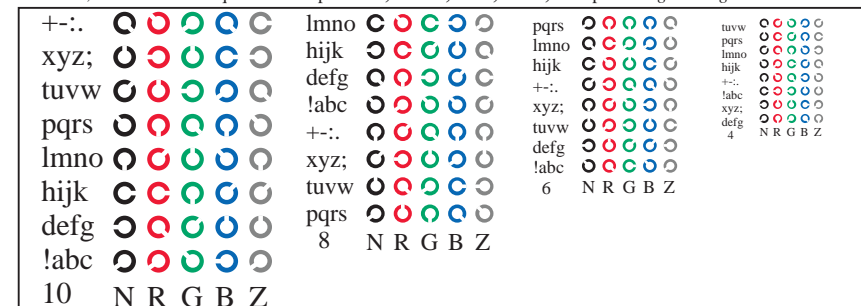 +-:.
xyz;
tuvw
pqrs
lmno
hijk
defg
!abc
10 N R G B Z
lmno
hijk
defg
!abc
+-:.
xyz;
tuvw
pqrs
8 N R G B Z
pqrs
lmno
hijk
+-:.
xyz;
tuvw
defg
!abc
6 N R G B Z
tuvw
pqrs
lmno
hijk
+-:.
!abc
xyz;
defg
4 N R G B Z